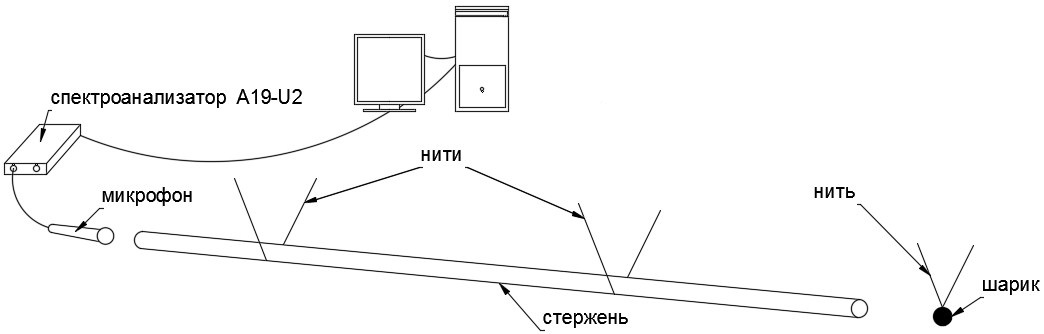 спектроанализатор A19-U2
нити
микрофон
нить
шарик
стержень